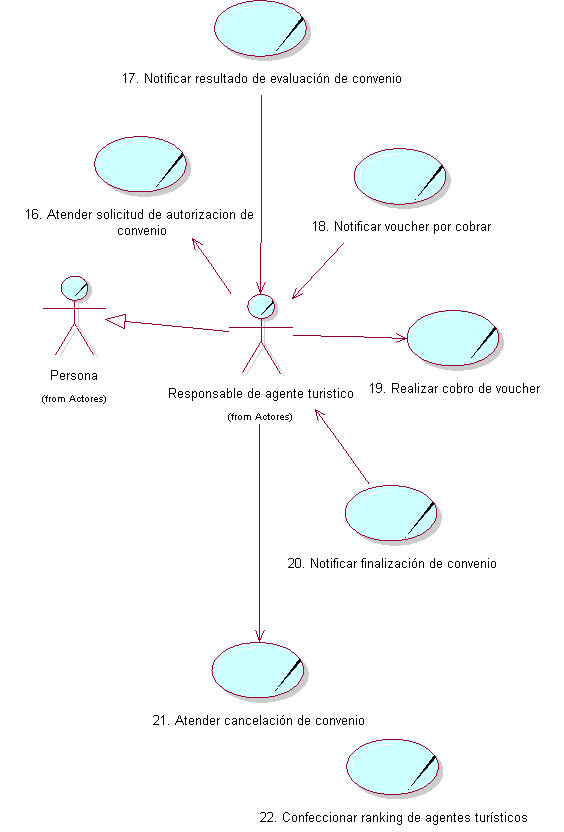 17. Notificar resultado de evaluación de convenio
16. Atender solicitud de autorizacion de
convenio
18. Notificar voucher por cobrar
Persona
(from Actores)
Responsable de agente turistico
(from Actores)
19. Realizar cobro de voucher
20. Notificar finalización de convenio
21. Atender cancelación de convenio
22. Confeccionar ranking de agentes turísticos